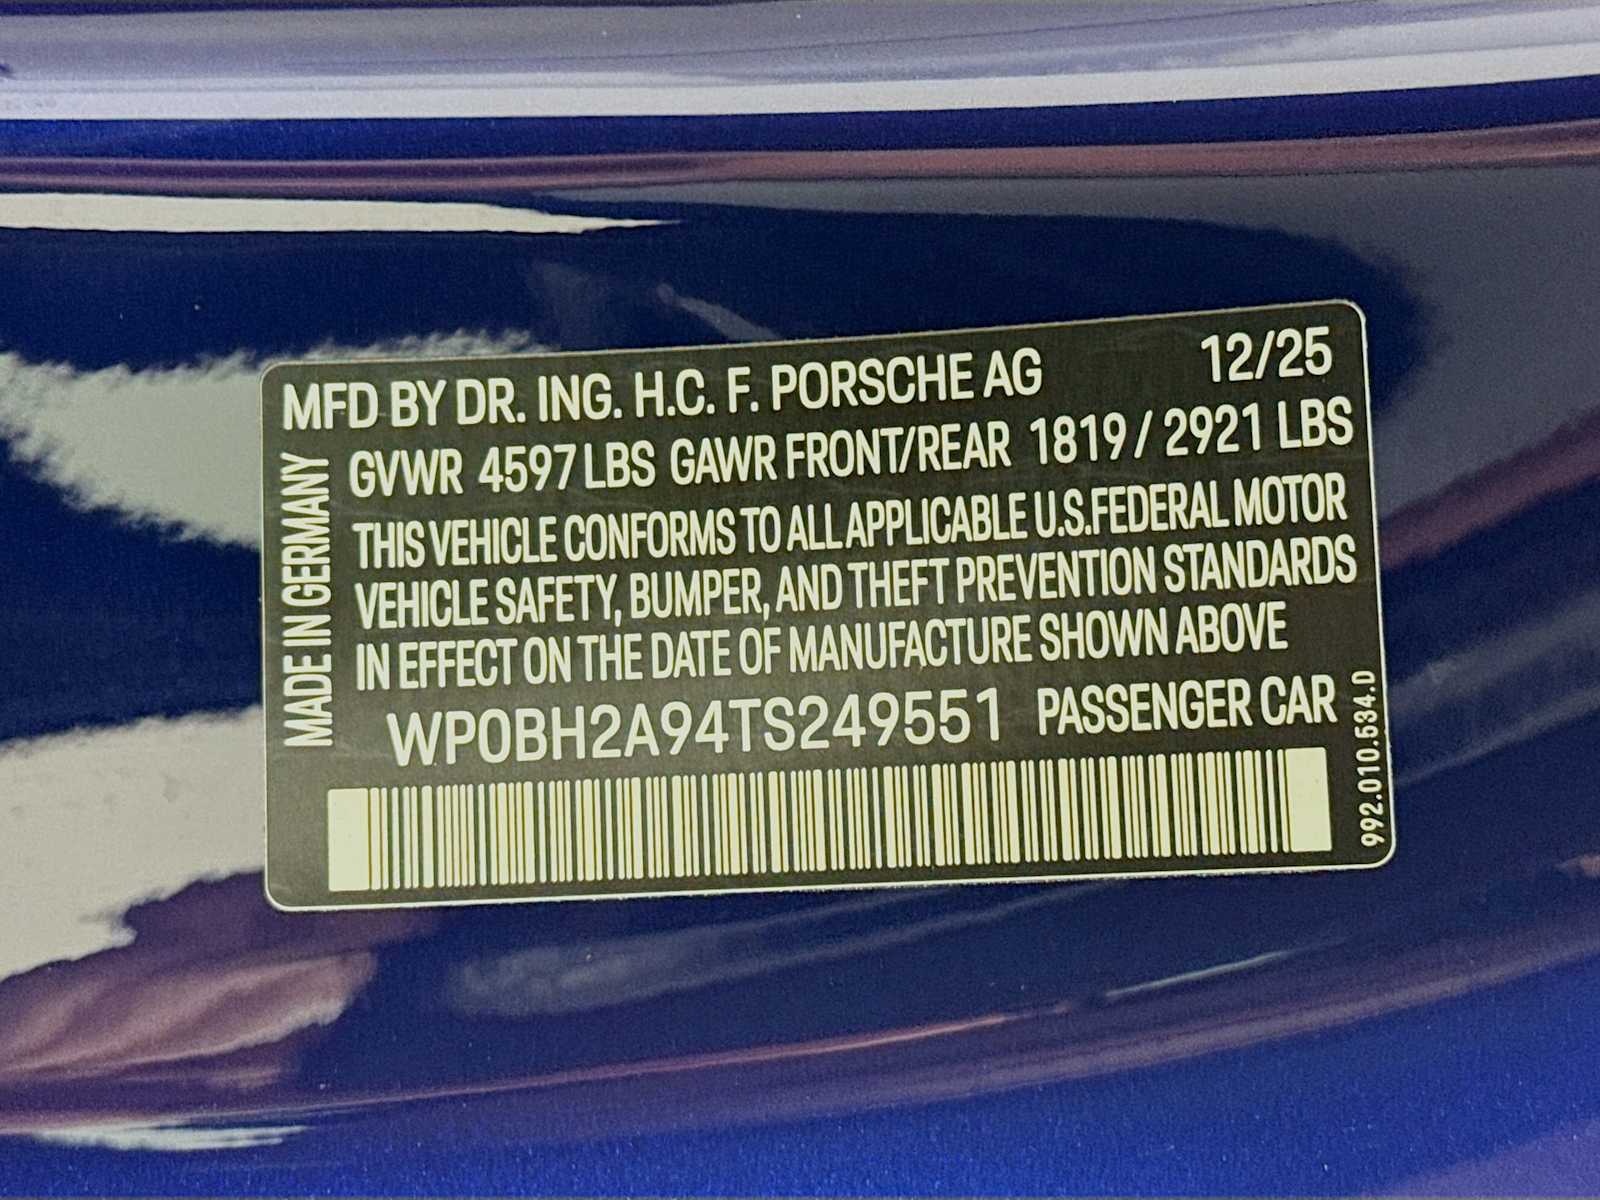 MFD BY DR. ING. H.C. F. PORSCHE AG 12/25
GVWR 4597 LBS GAWR FRONT/REAR 1819 / 2921 LBS
THIS VEHICLE CONFORMS TO ALL APPLICABLE U.S.FEDERAL MOTOR
VEHICLE SAFETY, BUMPER, AND THEFT PREVENTION STANDARDS
IN EFFECT ON THE DATE OF MANUFACTURE SHOWN ABOVE
WP0BH2A94TS249551 PASSENGER CAR
MADE IN GERMANY
992.010.534.0